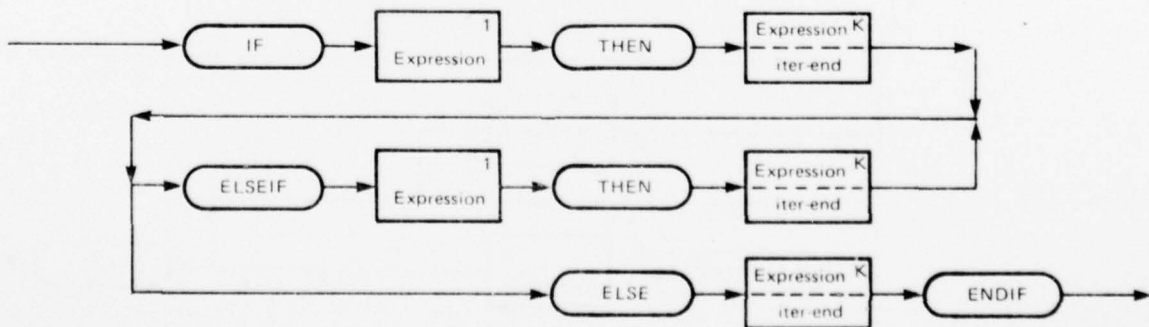 IF
1
Expression
THEN
Expression K
iter-end
ELSEIF
1
Expression
THEN
Expression K
iter-end
ELSE
Expression K
iter-end
ENDIF